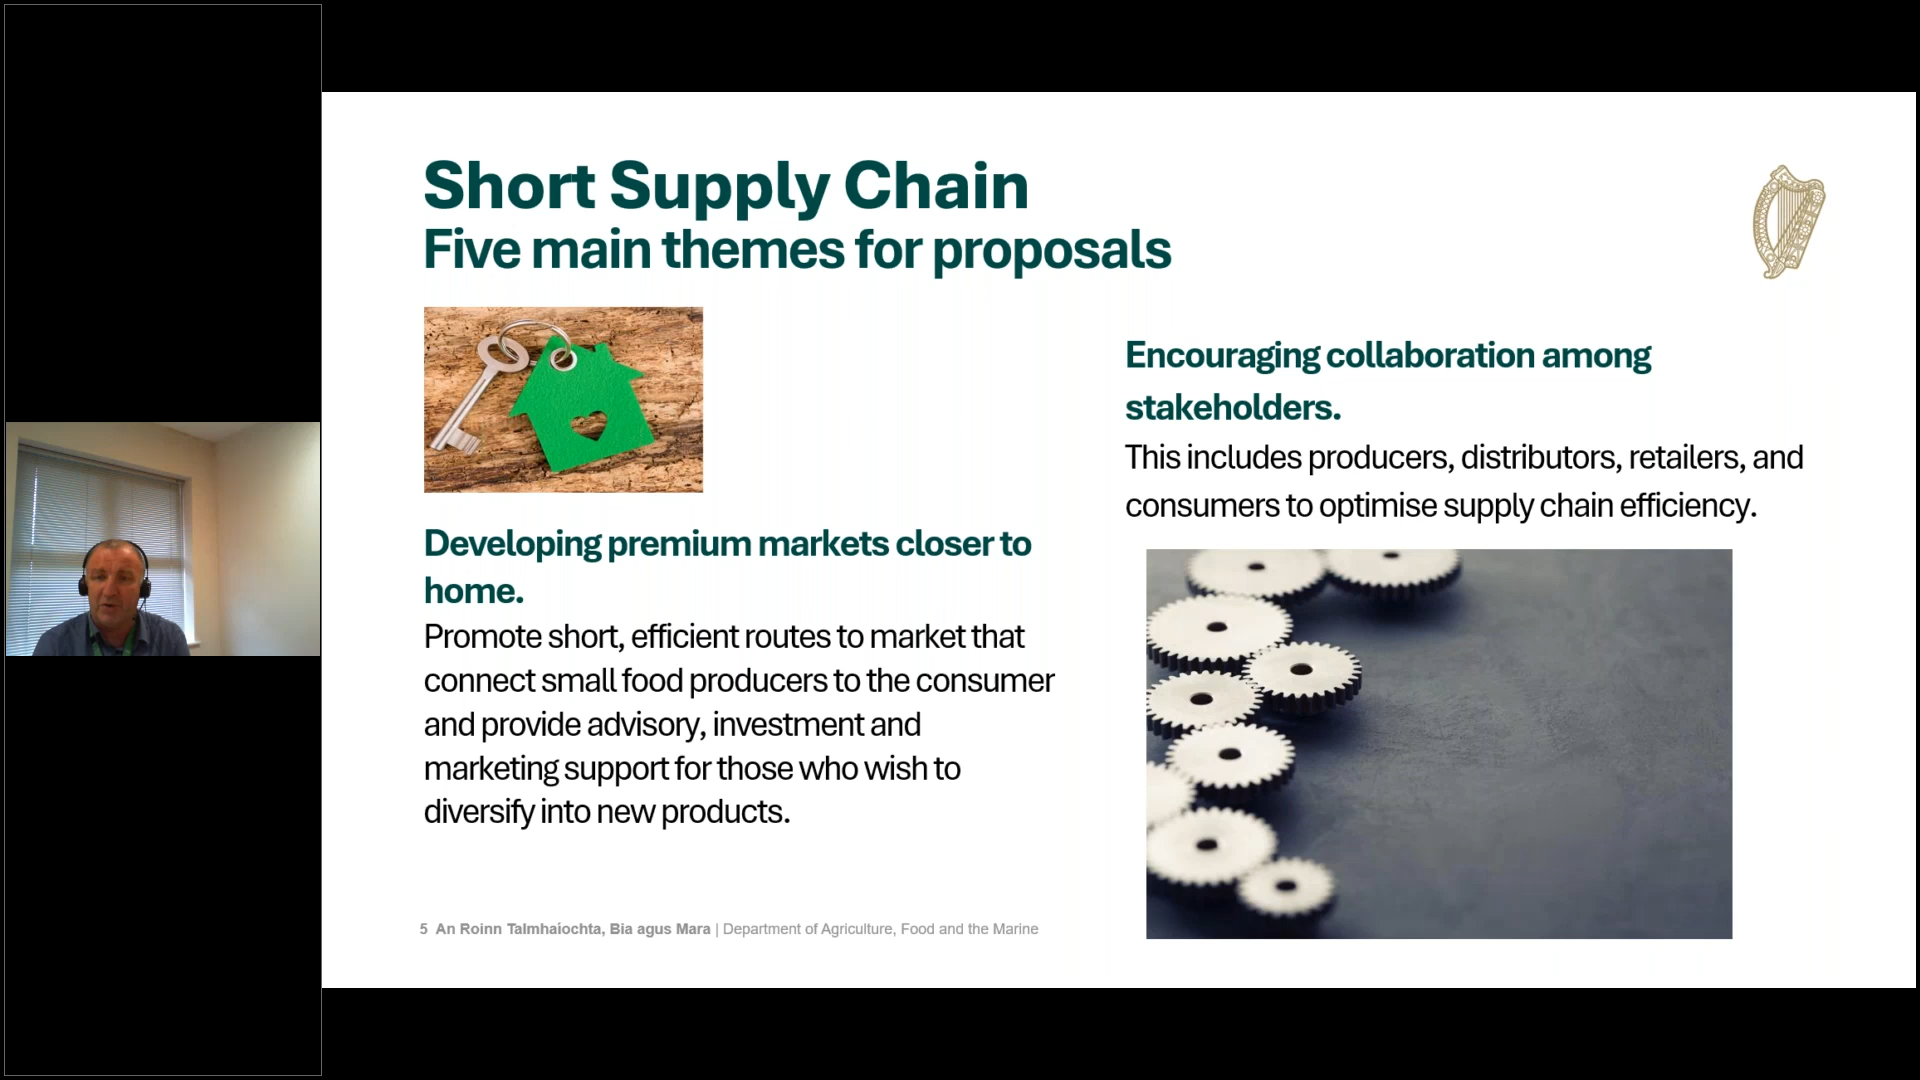 Short Supply Chain
Five main themes for proposals
Developing premium markets closer to
home.
Promote short, efficient routes to market that
connect small food producers to the consumer
and provide advisory, investment and
marketing support for those who wish to
diversify into new products.
Encouraging collaboration among
stakeholders.
This includes producers, distributors, retailers, and
consumers to optimise supply chain efficiency.
5 An Roinn Talmhaíochta, Bia agus Mara | Department of Agriculture, Food and the Marine